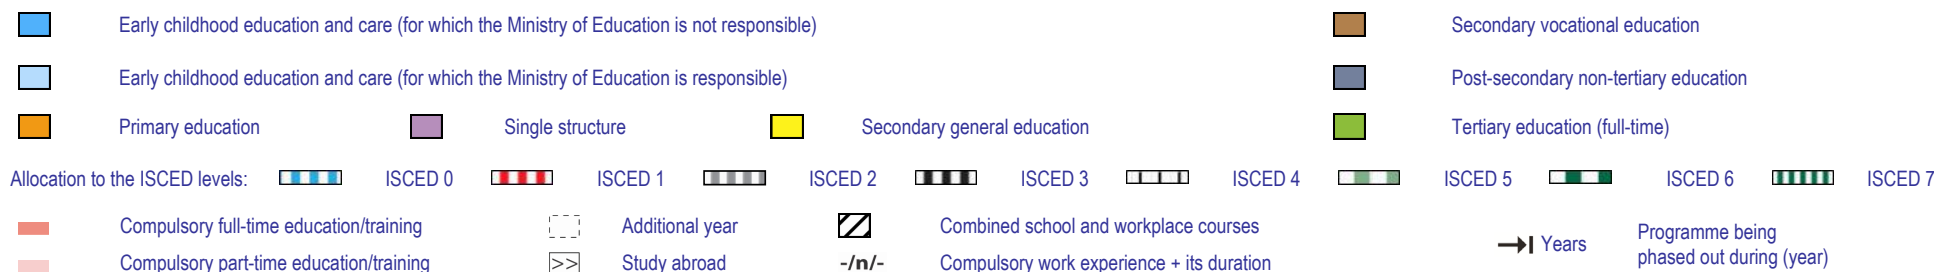 Early childhood education and care (for which the Ministry of Education is not responsible) Secondary vocational education
Early childhood education and care (for which the Ministry of Education is responsible) Post-secondary non-tertiary education
Primary education Single structure Secondary general education Tertiary education (full-time)
Allocation to the ISCED levels: ISCED 0 ISCED 1 ISCED 2 ISCED 3 ISCED 4 ISCED 5 ISCED 6 ISCED 7
Compulsory full-time education/training Additional year Combined school and workplace courses Years Programme being
phased out during (year)
Compulsory part-time education/training >> Study abroad -/n/- Compulsory work experience + its duration